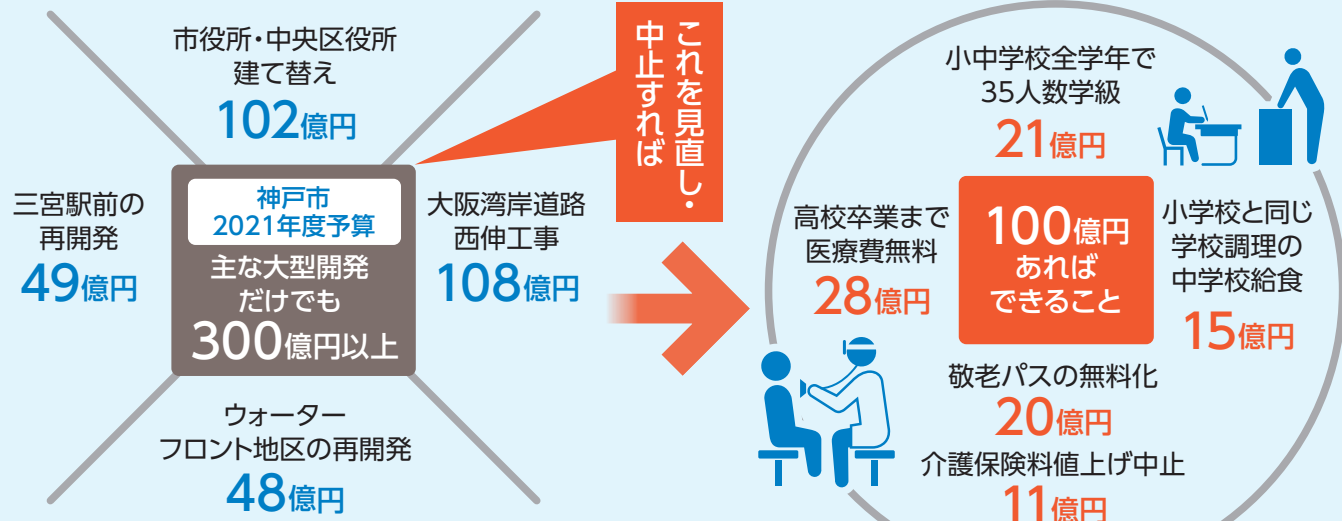 市役所・中央区役所
建て替え
102億円
三宮駅前の
再開発
49億円
神戸市
2021年度予算
主な大型開発
だけでも
300億円以上
大阪湾岸道路
西伸工事
108億円
ウォーター
フロント地区の再開発
48億円
これを見直し・
中止すれば
小中学校全学年で
35人数学級
21億円
高校卒業まで
医療費無料
28億円
100億円
あれば
できること
小学校と同じ
学校調理の
中学校給食
15億円
敬老パスの無料化
20億円
介護保険料値上げ中止
11億円